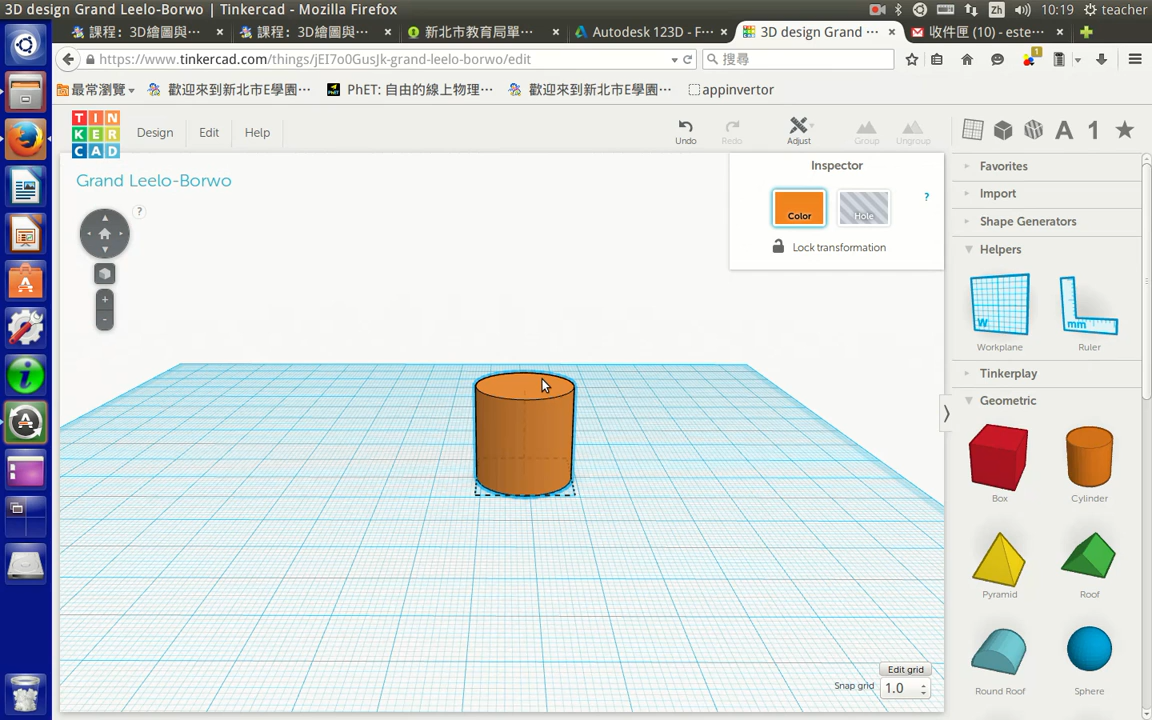 3D design Grand Leelo-Borwo | Tinkercad - Mozilla Firefox
Zh
10:19
teacher
課程：3D繪圖與···
課程：3D繪圖與···
新北市教育局單···
Autodesk 123D - F···
3D design Grand ···
收件匣 (10) - este···
https://www.tinkercad.com/things/jEI7o0GusJk-grand-leelo-borwo/edit
搜尋
1
最常瀏覽
歡迎來到新北市E學園···
PhET: 自由的線上物理···
歡迎來到新北市E學園···
appinvertor
TIN
KER
CAD
Design
Edit
Help
Undo
Redo
Adjust
Group
Ungroup
A
1
Grand Leelo-Borwo
?
+
-
Inspector
Color
Hole
?
Lock transformation
Favorites
Import
Shape Generators
Helpers
W
mm
Workplane
Ruler
Tinkerplay
Geometric
Box
Cylinder
Pyramid
Roof
Round Roof
Sphere
Edit grid
Snap grid
1.0